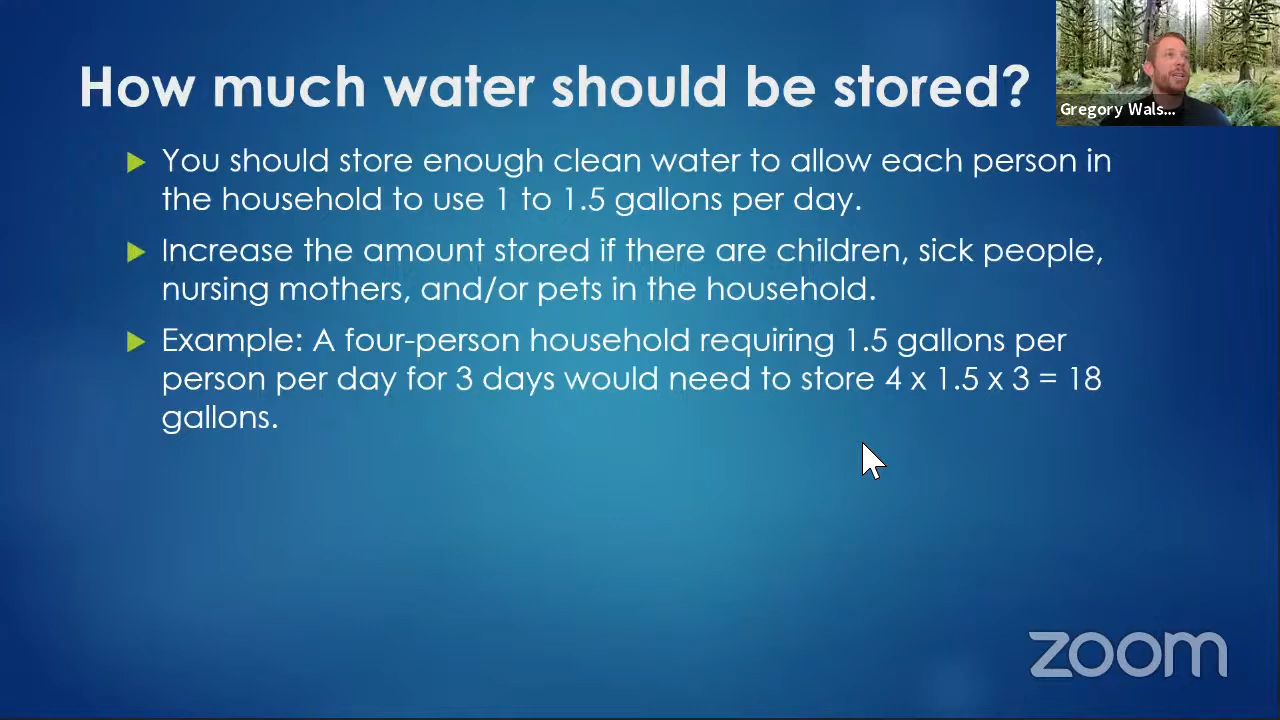 How much water should be stored?
Gregory Wals...
You should store enough clean water to allow each person in
the household to use 1 to 1.5 gallons per day.
Increase the amount stored if there are children, sick people,
nursing mothers, and/or pets in the household.
Example: A four-person household requiring 1.5 gallons per
person per day for 3 days would need to store 4 x 1.5 x 3 = 18
gallons.
zoom